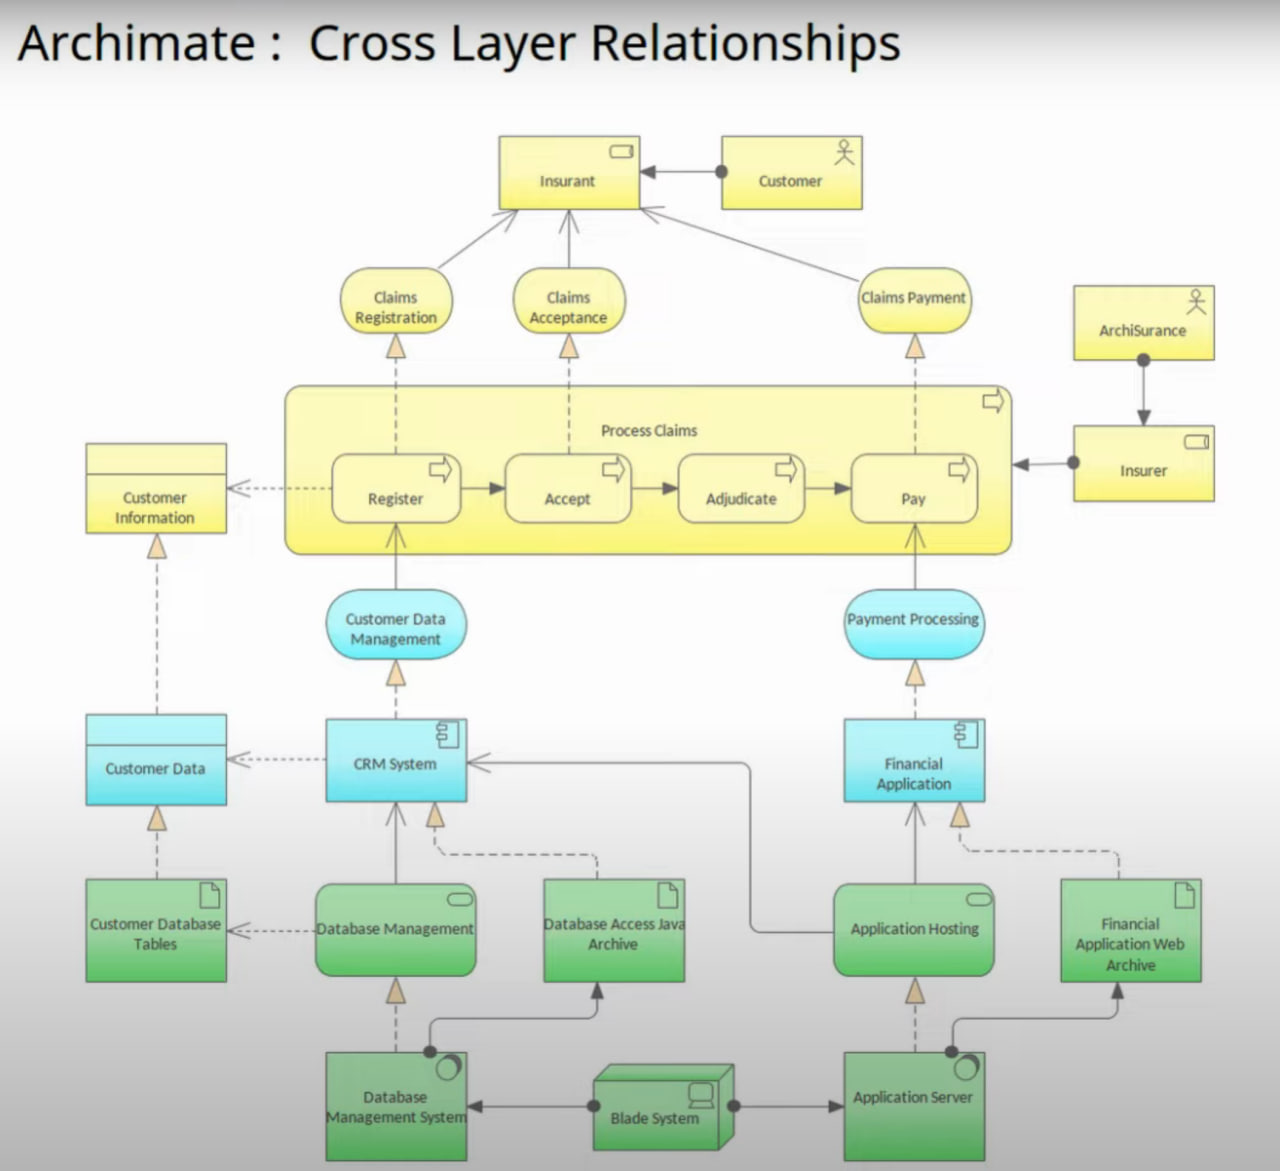 Archimate :  Cross Layer Relationships
Insurant
Customer
Claims
Registration
Claims
Acceptance
Claims Payment
ArchiSurance
Process Claims
Insurer
Customer
Information
Register
Accept
Adjudicate
Pay
Customer Data
Management
Payment Processing
Customer Data
CRM System
Financial
Application
Customer Database
Tables
Database Management
Database Access Java
Archive
Application Hosting
Financial
Application Web
Archive
Database
Management System
Blade System
Application Server